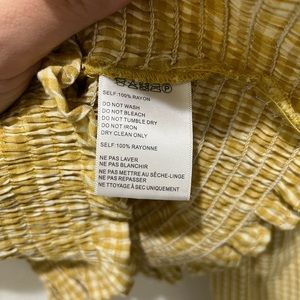 SELF:100% RAYON
DO NOT WASH
DO NOT BLEACH
DO NOT TUMBLE DRY
DO NOT IRON
DRY CLEAN ONLY
SELF:100% RAYONNE
NE PAS LAVER
NE PAS BLANCHIR
NE PAS METTRE AU SÈCHE-LINGE
NE PAS REPASSER
NETTOYAGE À SEC UNIQUEMENT